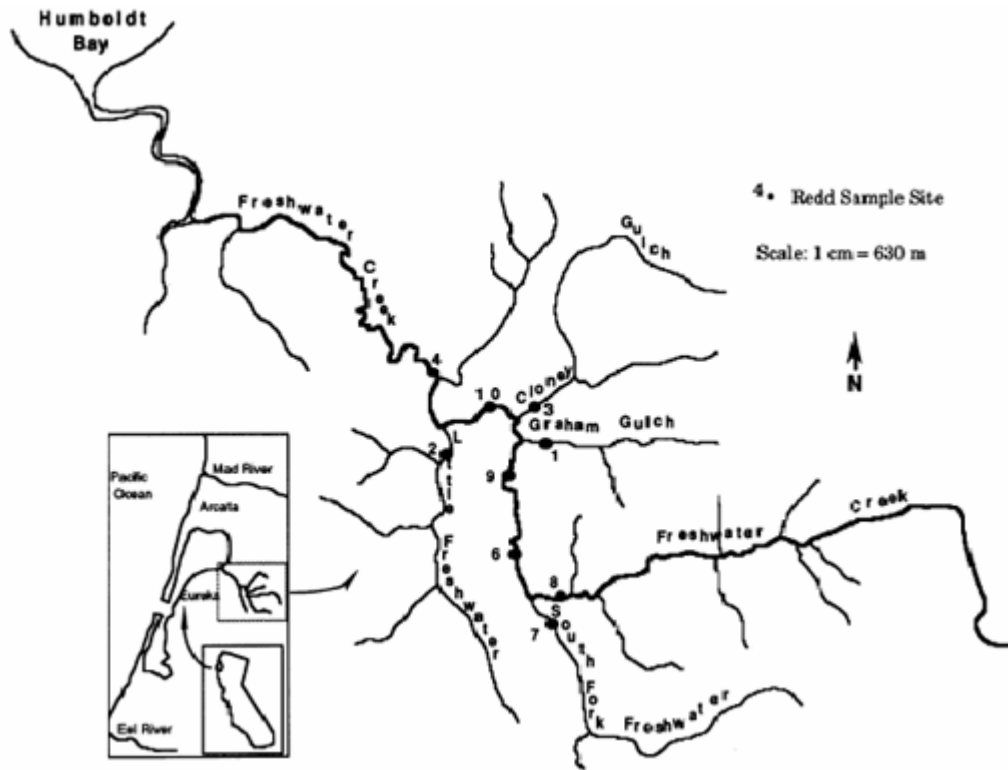 Humboldt
Bay
Freshwater Creek
Gulch
4. Redd Sample Site
Scale: 1 cm = 630 m
N
4
10
Cloney
3
Graham Gulch
1
2
Little Freshwater
9
6
8
7
South Fork
Freshwater
Freshwater Creek
Pacific
Ocean
Mad River
Arcata
Eureka
Eel River